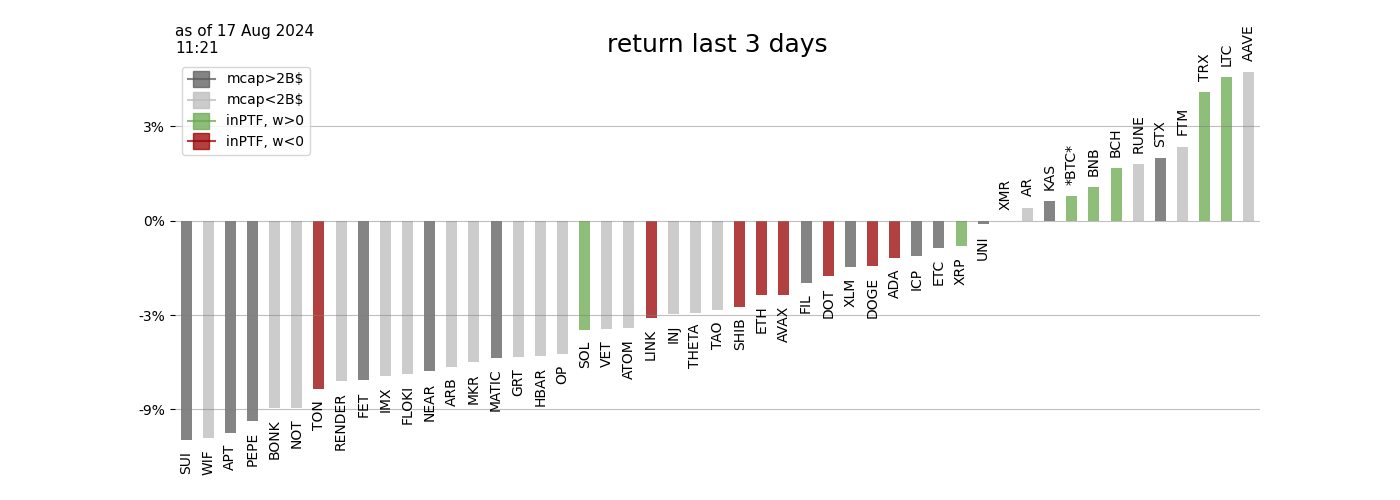 as of 17 Aug 2024
11:21
return last 3 days
mcap>2B$
mcap<2B$
inPTF, w>0
inPTF, w<0
3%
0%
-3%
-9%
SUI
WIF
APT
PEPE
BONK
NOT
TON
RENDER
FET
IMX
FLOKI
NEAR
ARB
MKR
MATIC
GRT
HBAR
OP
SOL
VET
ATOM
LINK
INJ
THETA
TAO
SHIB
ETH
AVAX
FIL
DOT
XLM
DOGE
ADA
ICP
ETC
XRP
UNI
XMR
AR
KAS
*BTC*
BNB
BCH
RUNE
STX
FTM
TRX
LTC
AAVE